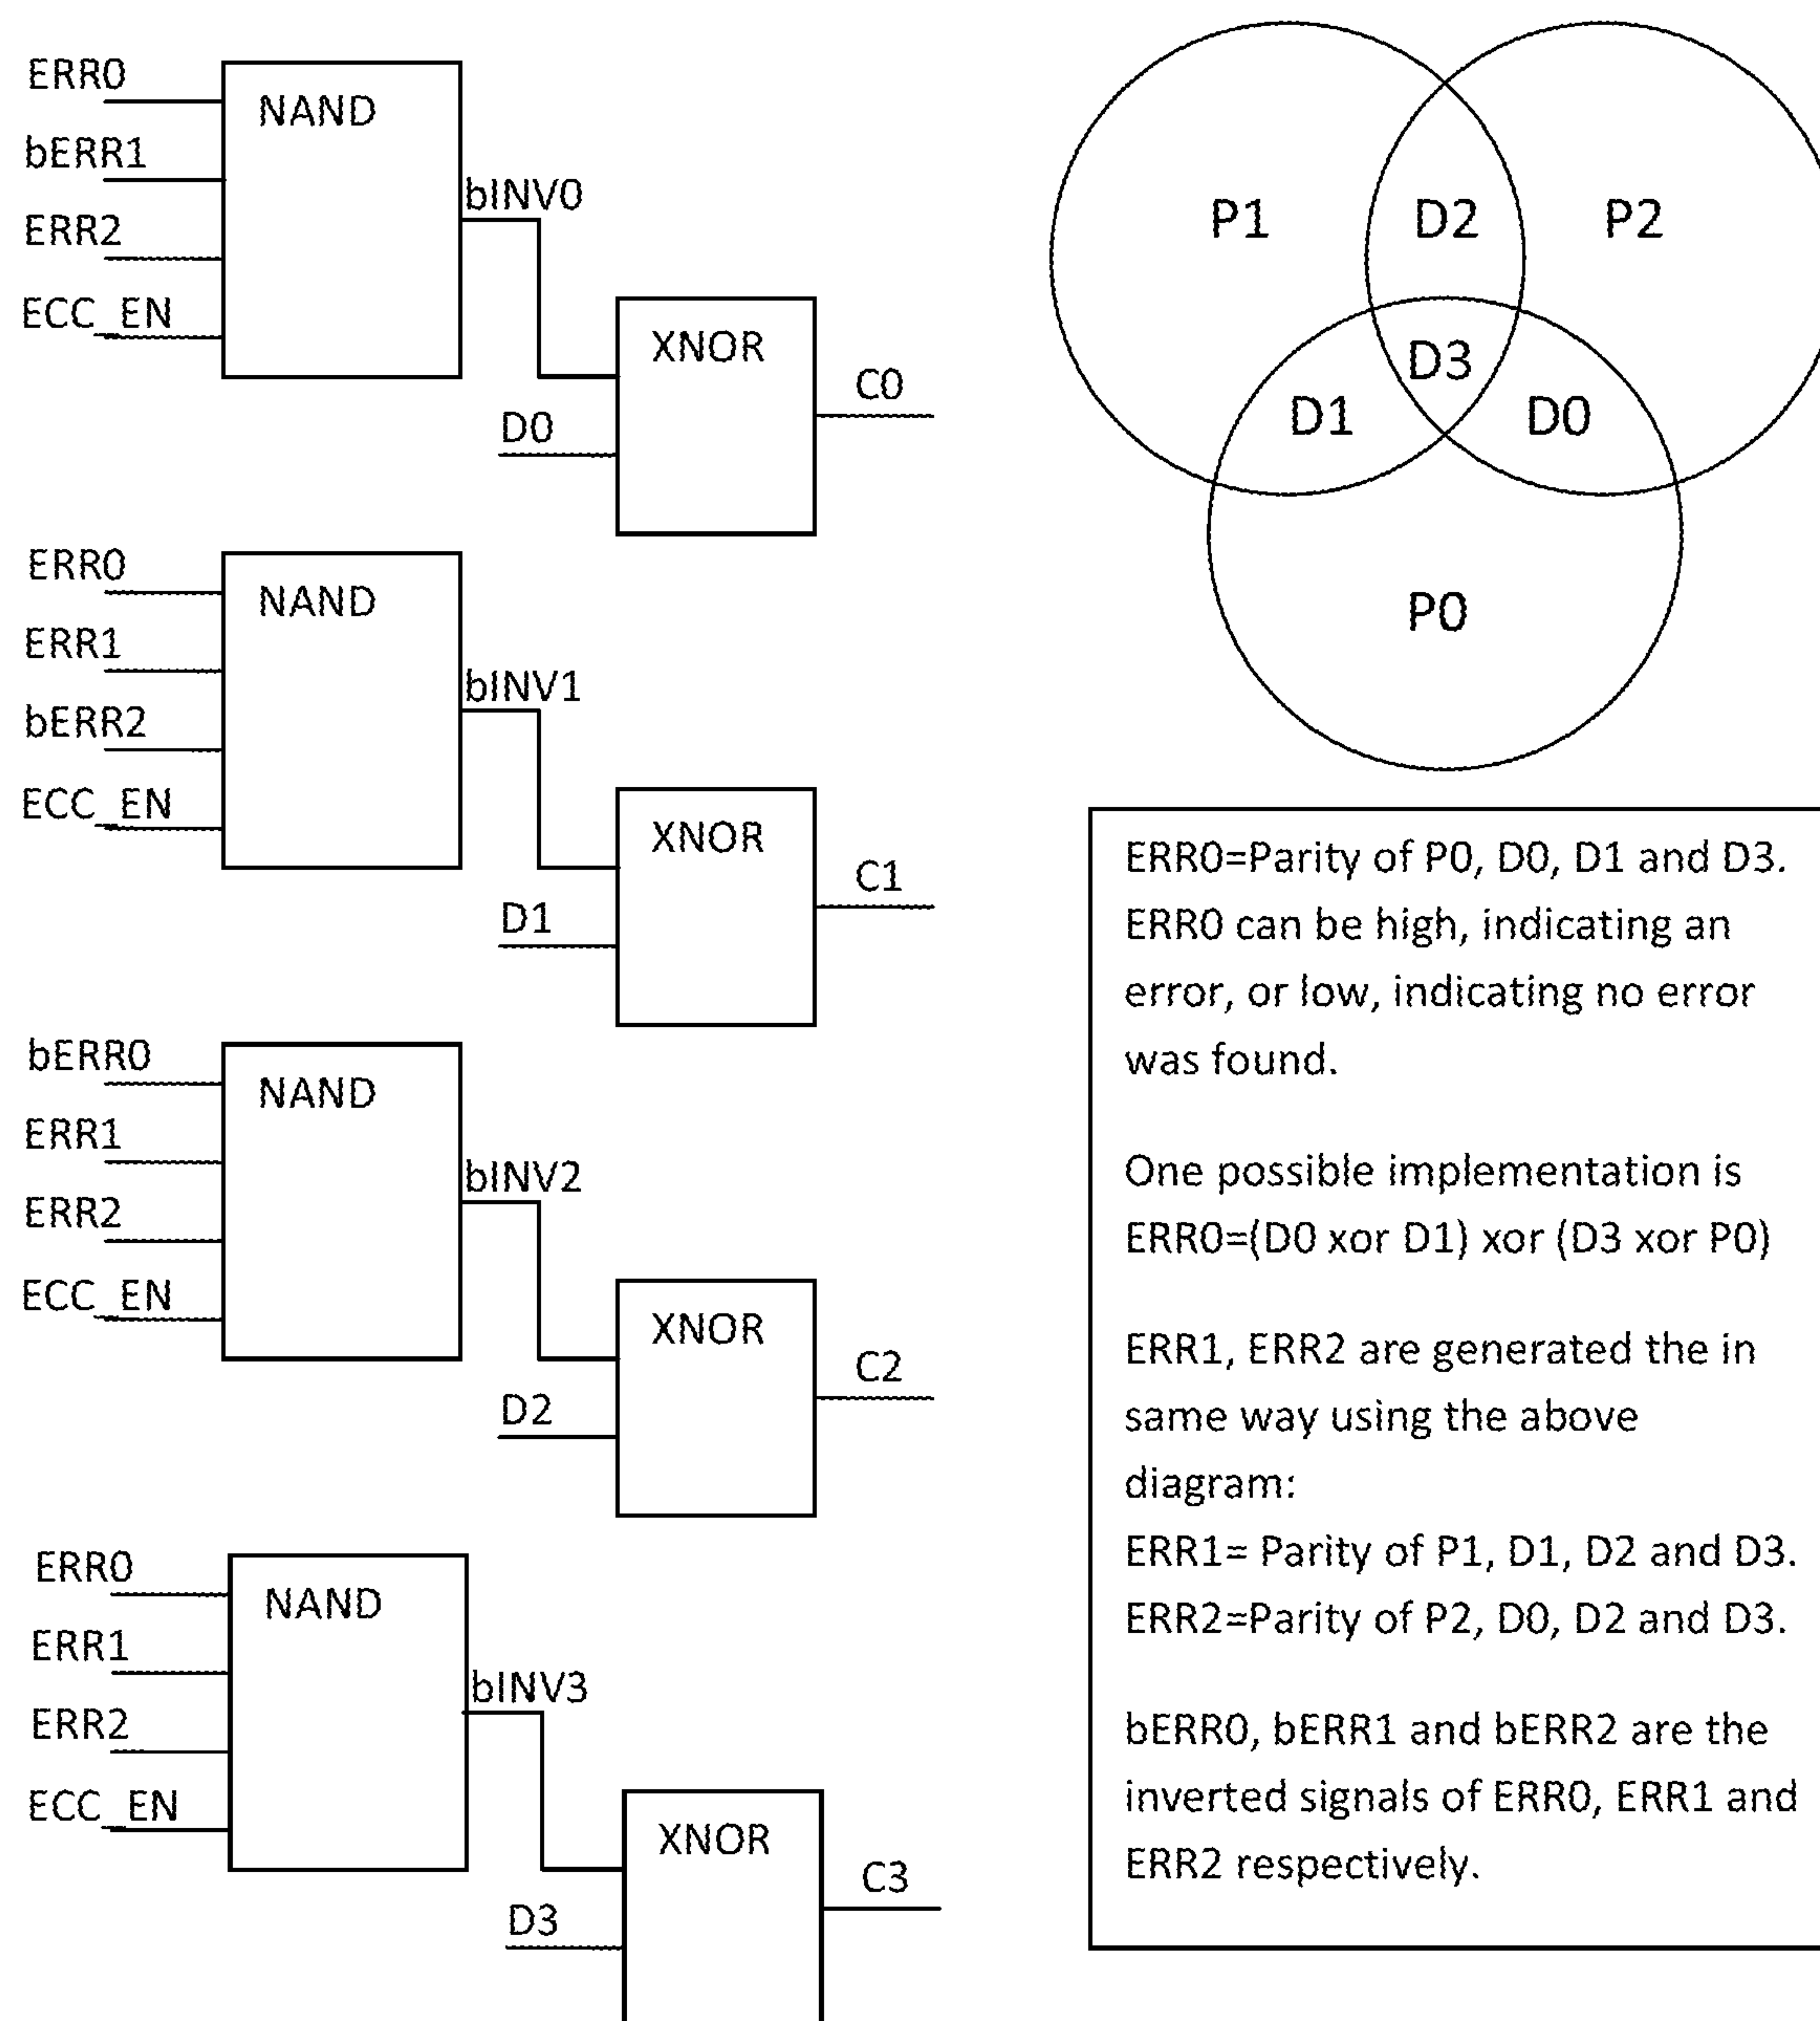 ERR0
NAND
bERR1
bINV0
ERR2
ECC_EN
XNOR
C0
D0
ERR0
NAND
ERR1
bINV1
bERR2
ECC_EN
XNOR
C1
D1
bERR0
NAND
ERR1
bINV2
ERR2
ECC_EN
XNOR
C2
D2
ERR0
NAND
ERR1
bINV3
ERR2
ECC_EN
XNOR
C3
D3
P1
D2
P2
D3
D1
D0
P0
ERR0=Parity of P0, D0, D1 and D3.
ERR0 can be high, indicating an
error, or low, indicating no error
was found.
One possible implementation is
ERR0=(D0 xor D1) xor (D3 xor P0)
ERR1, ERR2 are generated the in
same way using the above
diagram:
ERR1= Parity of P1, D1, D2 and D3.
ERR2=Parity of P2, D0, D2 and D3.
bERR0, bERR1 and bERR2 are the
inverted signals of ERR0, ERR1 and
ERR2 respectively.